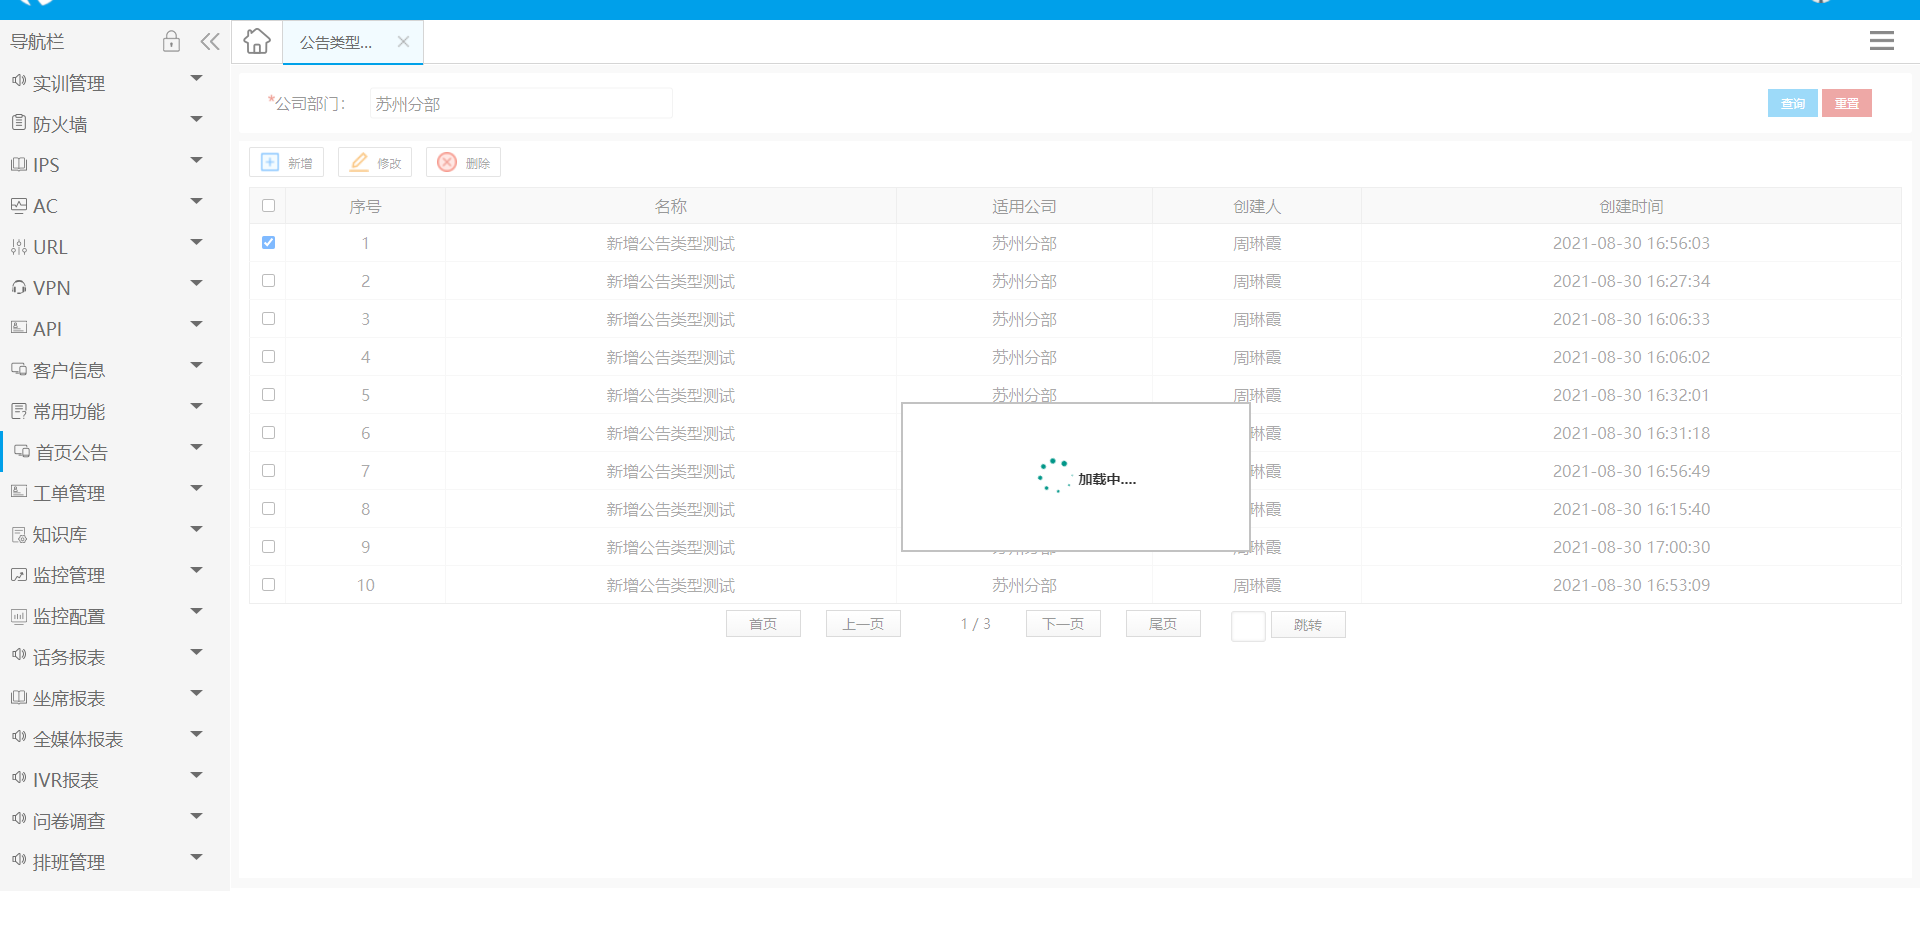 导航栏
公告类型...
实训管理
防火墙
IPS
AC
URL
VPN
API
客户信息
常用功能
首页公告
工单管理
知识库
监控管理
监控配置
话务报表
坐席报表
全媒体报表
IVR报表
问卷调查
排班管理
*公司部门： 苏州分部 查询 重置
新增 修改 删除
序号 名称 适用公司 创建人 创建时间
1 新增公告类型测试 苏州分部 周琳霞 2021-08-30 16:56:03
2 新增公告类型测试 苏州分部 周琳霞 2021-08-30 16:27:34
3 新增公告类型测试 苏州分部 周琳霞 2021-08-30 16:06:33
4 新增公告类型测试 苏州分部 周琳霞 2021-08-30 16:06:02
5 新增公告类型测试 苏州分部 周琳霞 2021-08-30 16:32:01
6 新增公告类型测试 琳霞 2021-08-30 16:31:18
7 新增公告类型测试 琳霞 2021-08-30 16:56:49
8 新增公告类型测试 琳霞 2021-08-30 16:15:40
9 新增公告类型测试 琳霞 2021-08-30 17:00:30
10 新增公告类型测试 苏州分部 周琳霞 2021-08-30 16:53:09
加载中....
首页 上一页 1 / 3 下一页 尾页 跳转